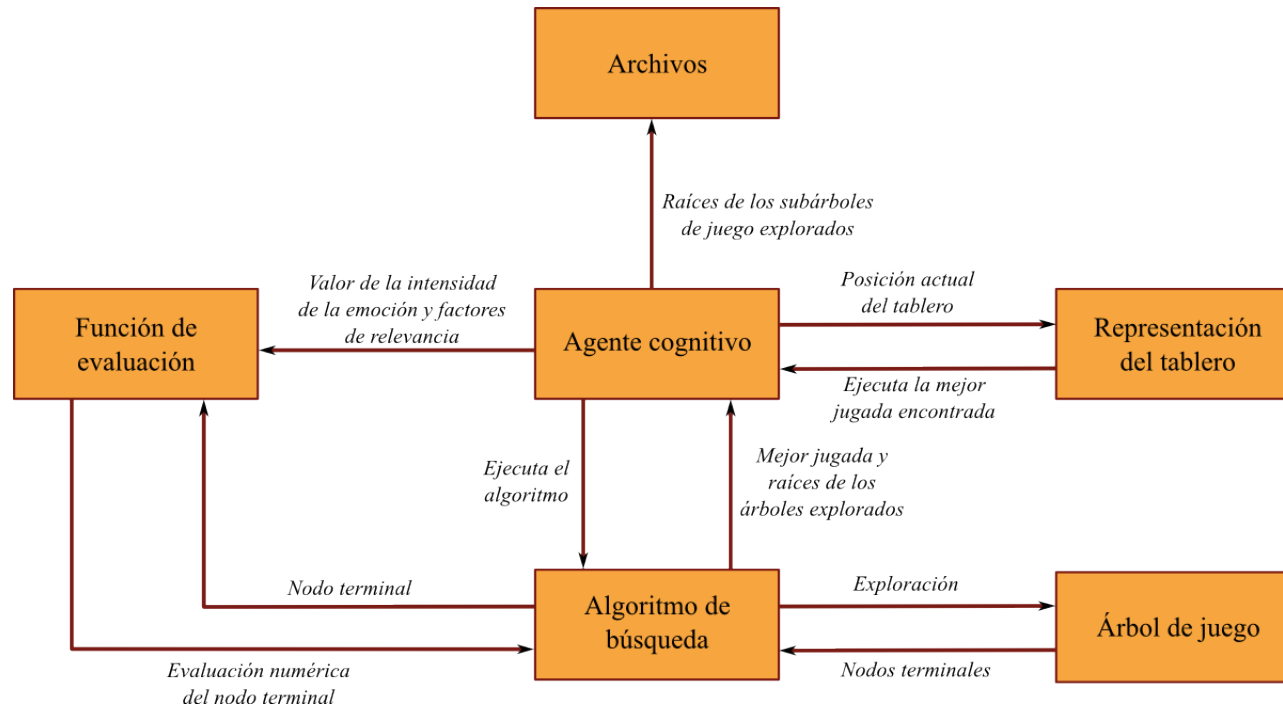 Archivos
Raíces de los subárboles
de juego explorados
Valor de la intensidad
de la emoción y factores
de relevancia
Posición actual
del tablero
Función de
evaluación
Agente cognitivo
Representación
del tablero
Ejecuta la mejor
jugada encontrada
Ejecuta el
algoritmo
Mejor jugada y
raíces de los
árboles explorados
Nodo terminal
Algoritmo de
búsqueda
Exploración
Árbol de juego
Evaluación numérica
del nodo terminal
Nodos terminales